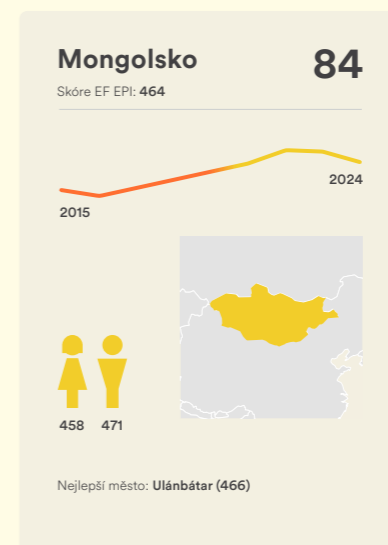 Mongolsko 84
Skóre EF EPI: 464
2024
2015
458 471
Nejlepší město: Ulánbátar (466)